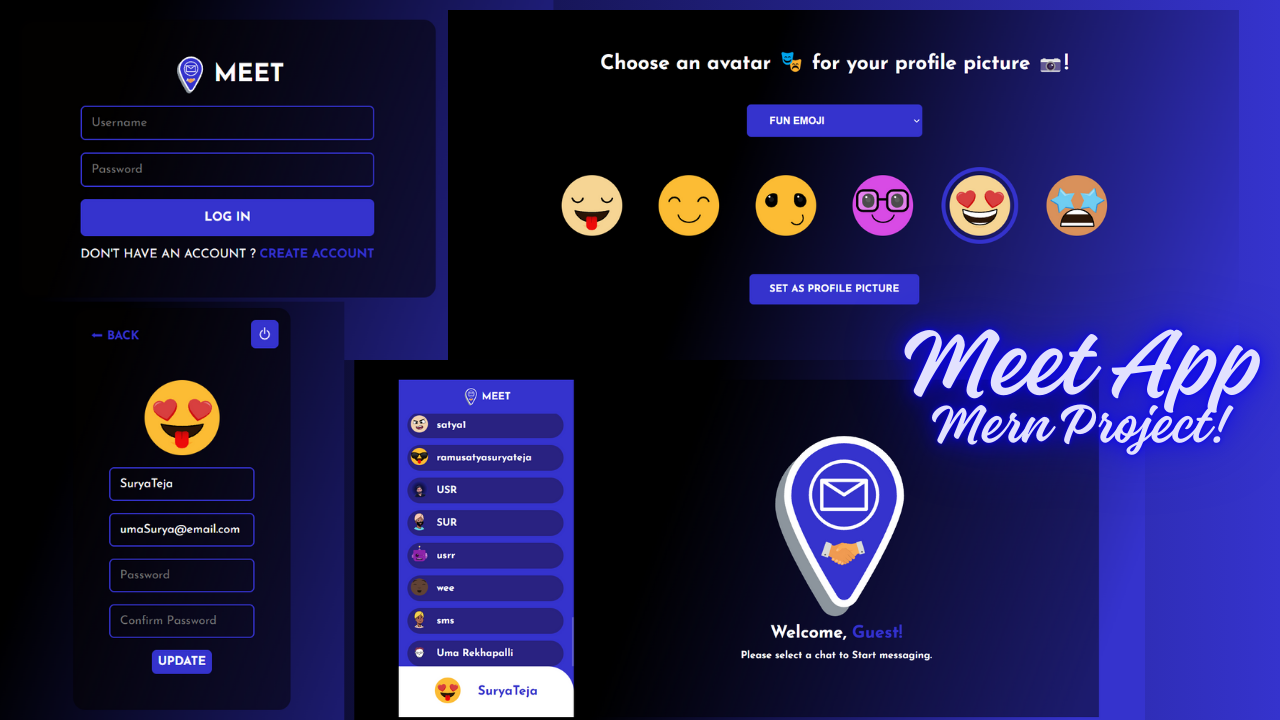 MEET
Username
Password
LOG IN
DON'T HAVE AN ACCOUNT ? CREATE ACCOUNT
Choose an avatar 🎭 for your profile picture 📷!
FUN EMOJI
SET AS PROFILE PICTURE
Meet App
Mern Project!
BACK
SuryaTeja
umaSurya@email.com
Password
Confirm Password
UPDATE
MEET
satya1
ramusatyasuryateja
USR
SUR
usrr
wee
sms
Uma Rekhapalli
SuryaTeja
Welcome, Guest!
Please select a chat to Start messaging.